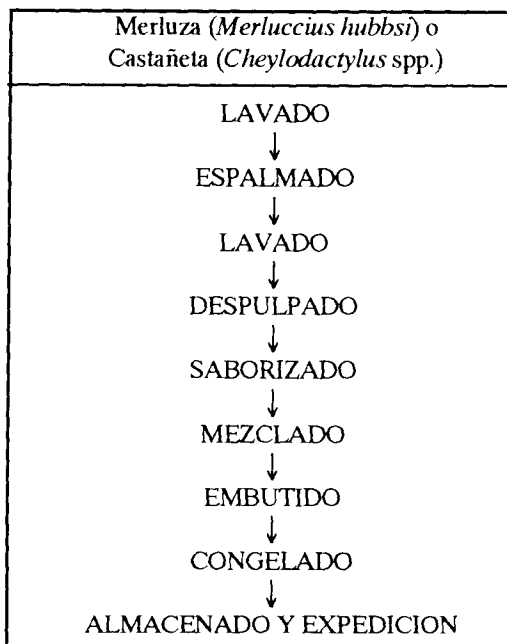 Merluza (Merluccius hubbsi) o
Castañeta (Cheylodactylus spp.)
LAVADO
↓
ESPALMADO
↓
LAVADO
↓
DESPULPADO
↓
SABORIZADO
↓
MEZCLADO
↓
EMBUTIDO
↓
CONGELADO
↓
ALMACENADO Y EXPEDICION